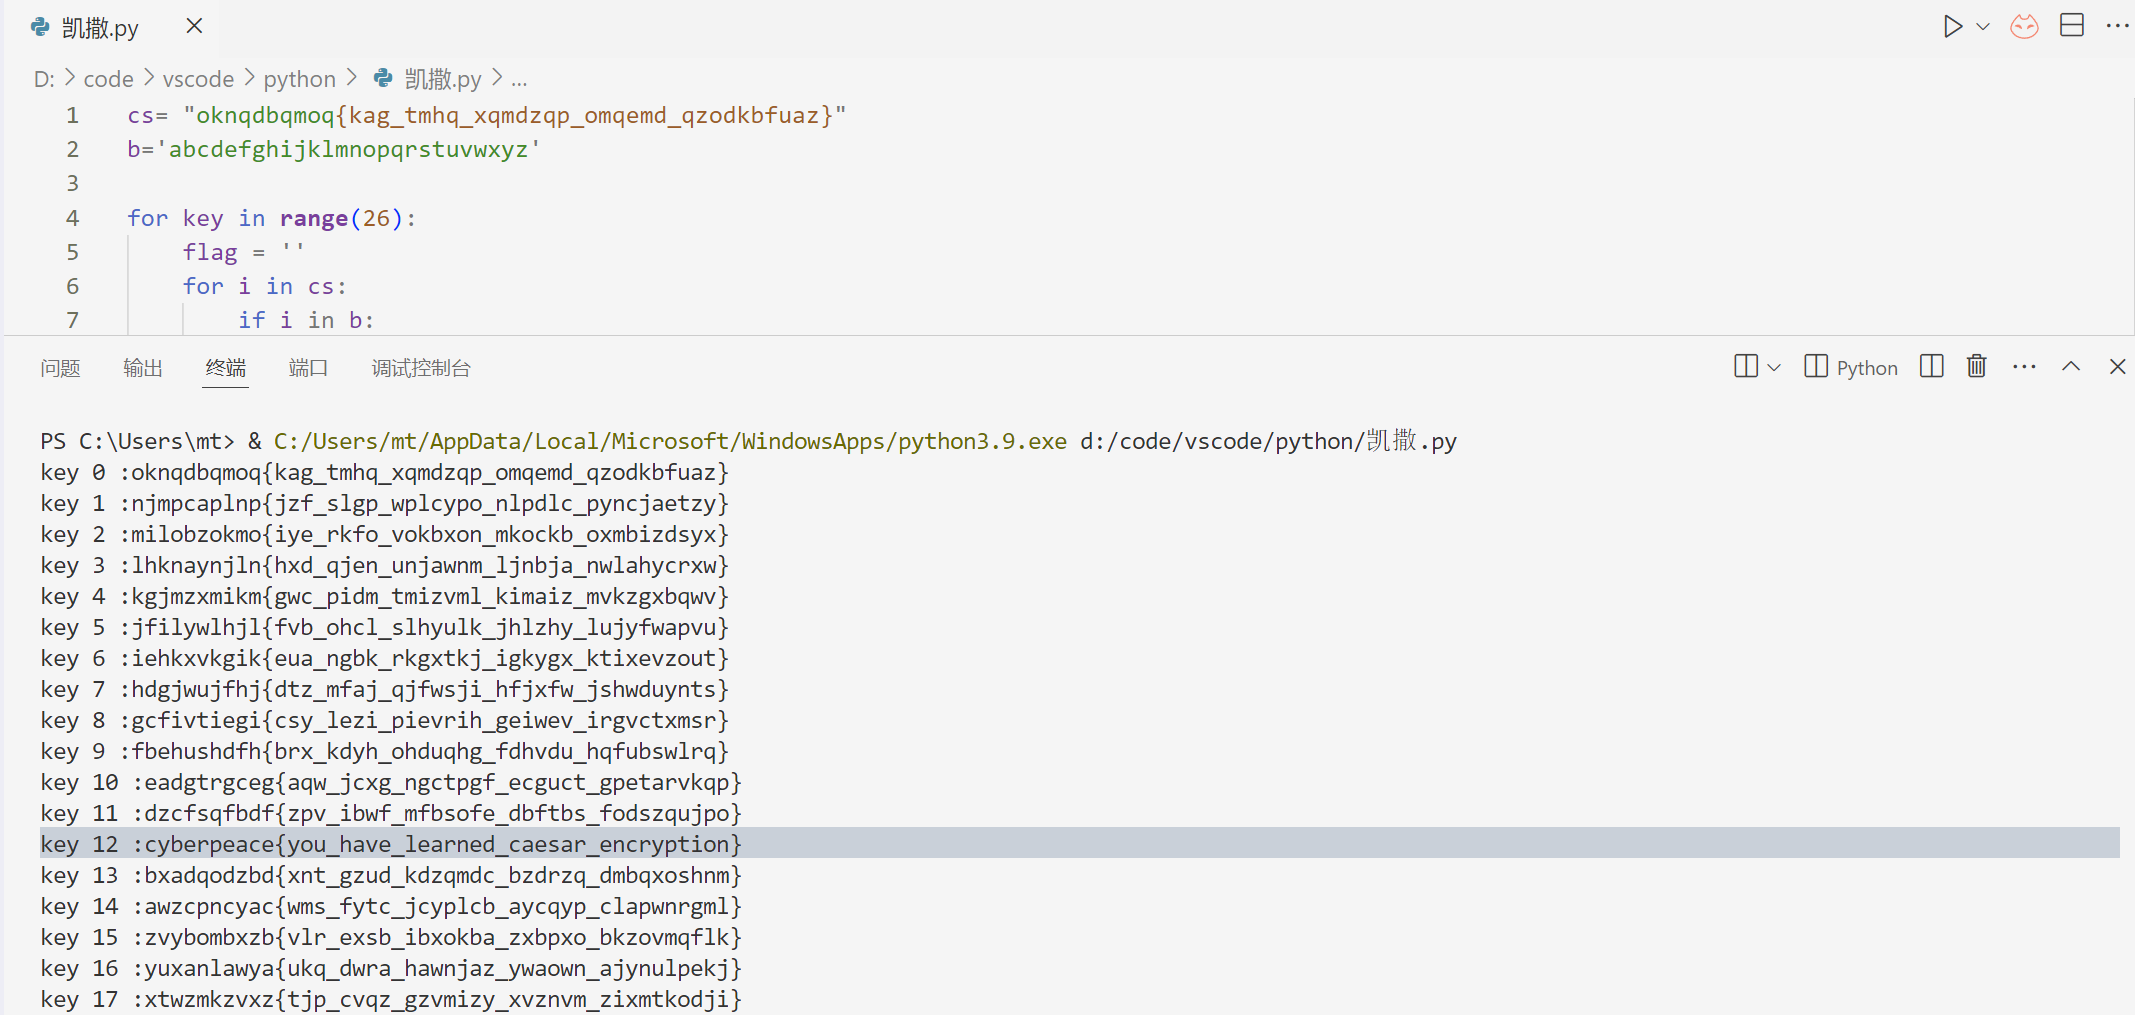 凯撒.py
D: > code > vscode > python > 凯撒.py > ...
1 cs= "oknqdbqmoq{kag_tmhq_xqmdzqp_omqemd_qzodkbfuaz}"
2 b='abcdefghijklmnopqrstuvwxyz'
3
4 for key in range(26):
5 flag = ''
6 for i in cs:
7 if i in b:
问题 输出 终端 端口 调试控制台 Python
PS C:\Users\mt> & C:/Users/mt/AppData/Local/Microsoft/WindowsApps/python3.9.exe d:/code/vscode/python/凯撒.py
key 0 :oknqdbqmoq{kag_tmhq_xqmdzqp_omqemd_qzodkbfuaz}
key 1 :njmpcaplnp{jzf_slgp_wplcypo_nlpdlc_pyncjaetzy}
key 2 :milobzokmo{iye_rkfo_vokbxon_mkockb_oxmbizdsyx}
key 3 :lhknaynjln{hxd_qjen_unjawnm_ljnbja_nwlahycrxw}
key 4 :kgjmzxmikm{gwc_pidm_tmizvml_kimaiz_mvkzgxbqwv}
key 5 :jfilywlhjl{fvb_ohcl_slhyulk_jhlzhy_lujyfwapvu}
key 6 :iehkxvkgik{eua_ngbk_rkgxtkj_igkygx_ktixevzout}
key 7 :hdgjwujfhj{dtz_mfaj_qjfwsji_hfjxfw_jshwduynts}
key 8 :gcfivtiegi{csy_lezi_pievrih_geiwev_irgvctxmsr}
key 9 :fbehushdfh{brx_kdyh_ohduqhg_fdhvdu_hqfubswlrq}
key 10 :eadgtrgceg{aqw_jcxg_ngctpgf_ecguct_gpetarvkqp}
key 11 :dzcfsqfbdf{zpv_ibwf_mfbsofe_dbftbs_fodszqujpo}
key 12 :cyberpeace{you_have_learned_caesar_encryption}
key 13 :bxadqodzbd{xnt_gzud_kdzqmdc_bzdrzq_dmbqxoshnm}
key 14 :awzcpncyac{wms_fytc_jcyplcb_aycqyp_clapwnrgml}
key 15 :zvybombxzb{vlr_exsb_ibxokba_zxbpxo_bkzovmqflk}
key 16 :yuxanlawya{ukq_dwra_hawnjaz_ywaown_ajynulpekj}
key 17 :xtwzmkzvxz{tjp_cvqz_gzvmizy_xvznvm_zixmtkodji}